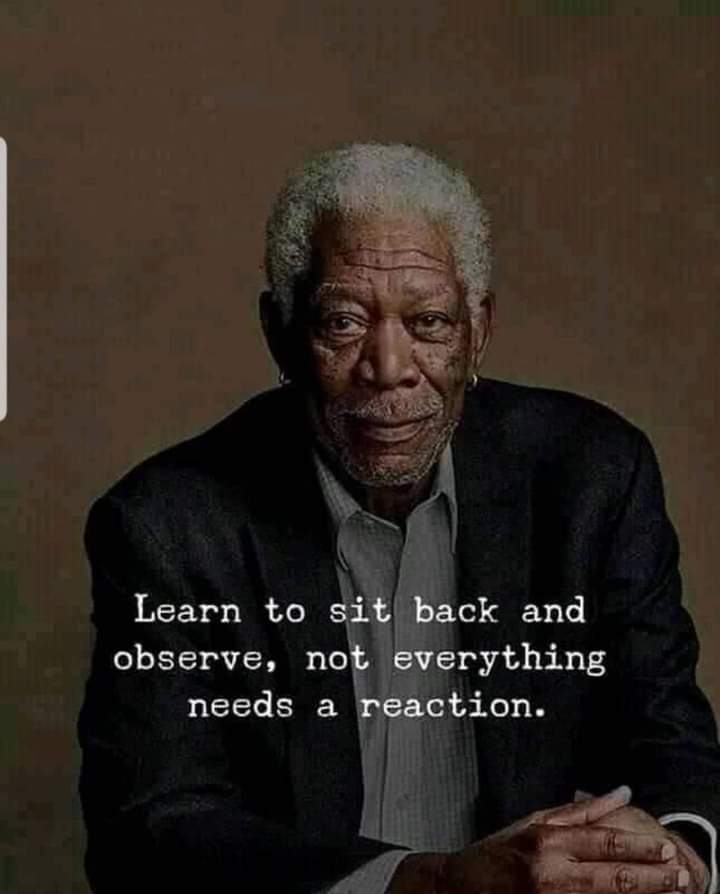 Learn to sit back and
observe, not everything
needs a reaction.